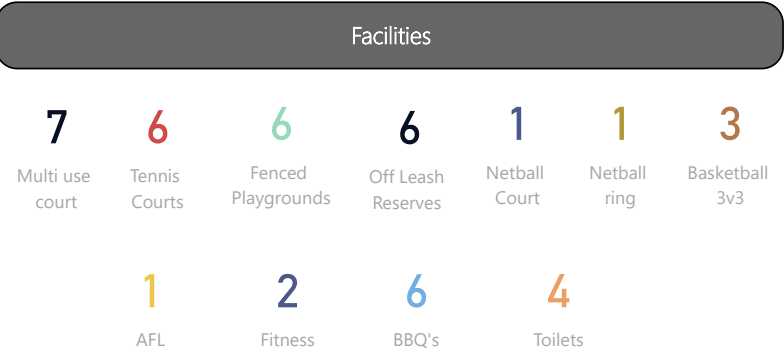 Facilities
7 6 6 6 1 1 3
Multi use Tennis Fenced Off Leash Netball Netball Basketball
court Courts Playgrounds Reserves Court ring 3v3
1 2 6 4
AFL Fitness BBQ's Toilets